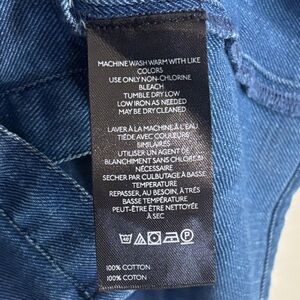 MACHINE WASH WARM WITH LIKE
COLORS
USE ONLY NON-CHLORINE
BLEACH
TUMBLE DRY LOW
LOW IRON AS NEEDED
MAY BE DRY CLEANED
LAVER À LA MACHINE À L'EAU
TIÈDE AVEC COULEURS
SIMILAIRES
UTILISER UN AGENT DE
BLANCHIMENT SANS CHLORE SI
NÉCESSAIRE
SECHER PAR CULBUTAGE À BASSE
TEMPÉRATURE
REPASSER, AU BESOIN, À TRÈS
BASSE TEMPÉRATURE
PEUT-ÊTRE ÊTRE NETTOYÉE
À SEC
100% COTTON
100% COTON